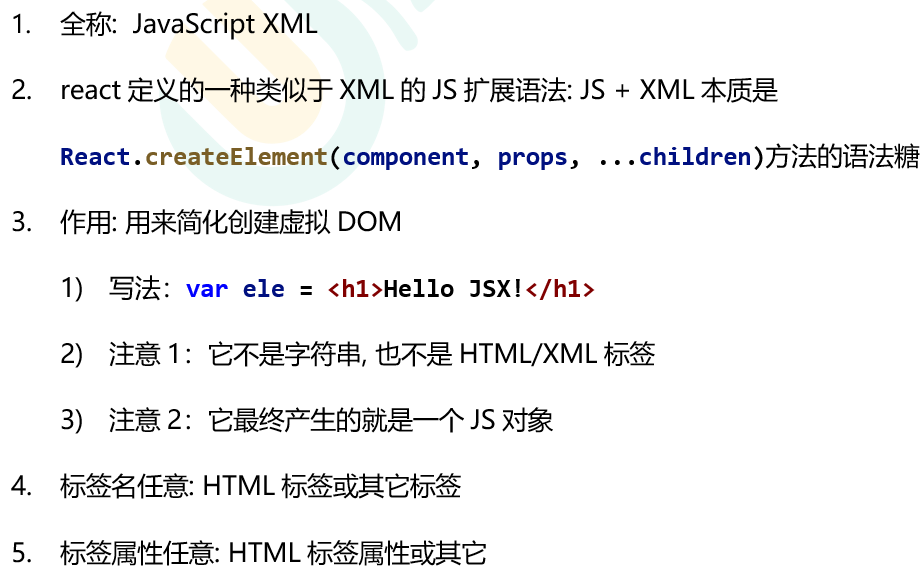 1. 全称: JavaScript XML
2. react 定义的一种类似于 XML 的 JS 扩展语法: JS + XML 本质是
React.createElement(component, props, ...children)方法的语法糖
3. 作用: 用来简化创建虚拟 DOM
1) 写法：var ele = <h1>Hello JSX!</h1>
2) 注意 1：它不是字符串, 也不是 HTML/XML 标签
3) 注意 2：它最终产生的就是一个 JS 对象
4. 标签名任意: HTML 标签或其它标签
5. 标签属性任意: HTML 标签属性或其它